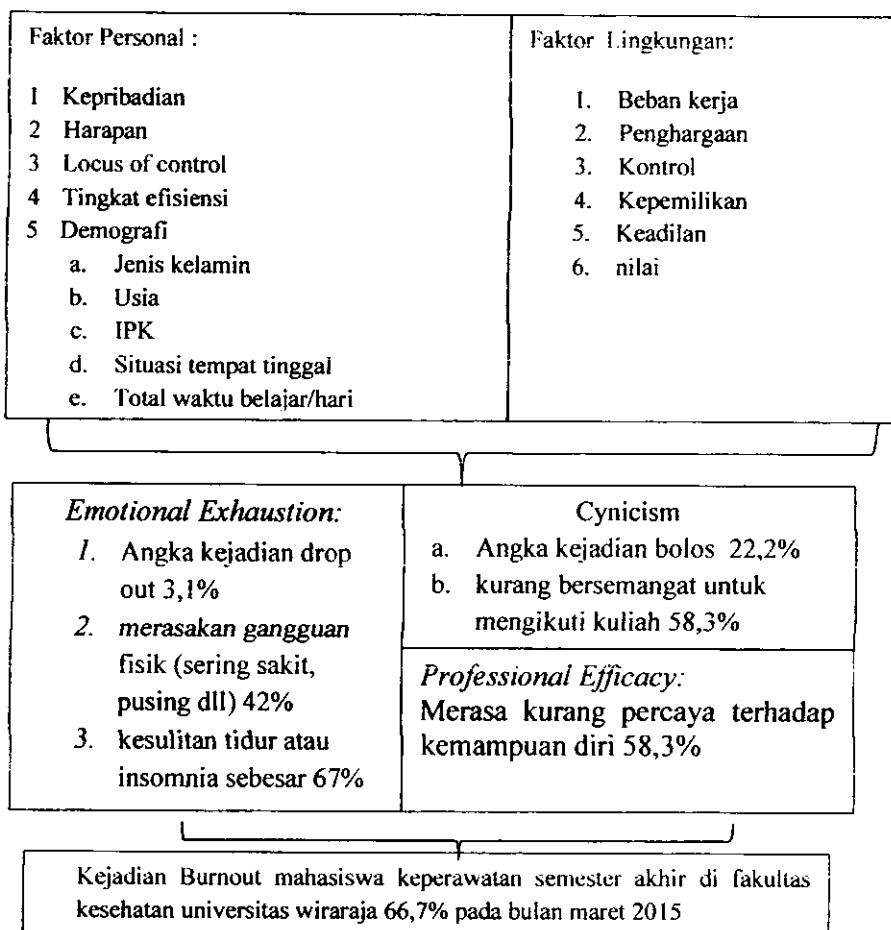 Faktor Personal :
1 Kepribadian
2 Harapan
3 Locus of control
4 Tingkat efisiensi
5 Demografi
a. Jenis kelamin
b. Usia
c. IPK
d. Situasi tempat tinggal
e. Total waktu belajar/hari
Faktor Lingkungan:
1. Beban kerja
2. Penghargaan
3. Kontrol
4. Kepemilikan
5. Keadilan
6. nilai
Emotional Exhaustion:
1. Angka kejadian drop
out 3,1%
2. merasakan gangguan
fisik (sering sakit,
pusing dll) 42%
3. kesulitan tidur atau
insomnia sebesar 67%
Cynicism
a. Angka kejadian bolos 22,2%
b. kurang bersemangat untuk
mengikuti kuliah 58,3%
Professional Efficacy:
Merasa kurang percaya terhadap
kemampuan diri 58,3%
Kejadian Burnout mahasiswa keperawatan semester akhir di fakultas
kesehatan universitas wiraraja 66,7% pada bulan maret 2015